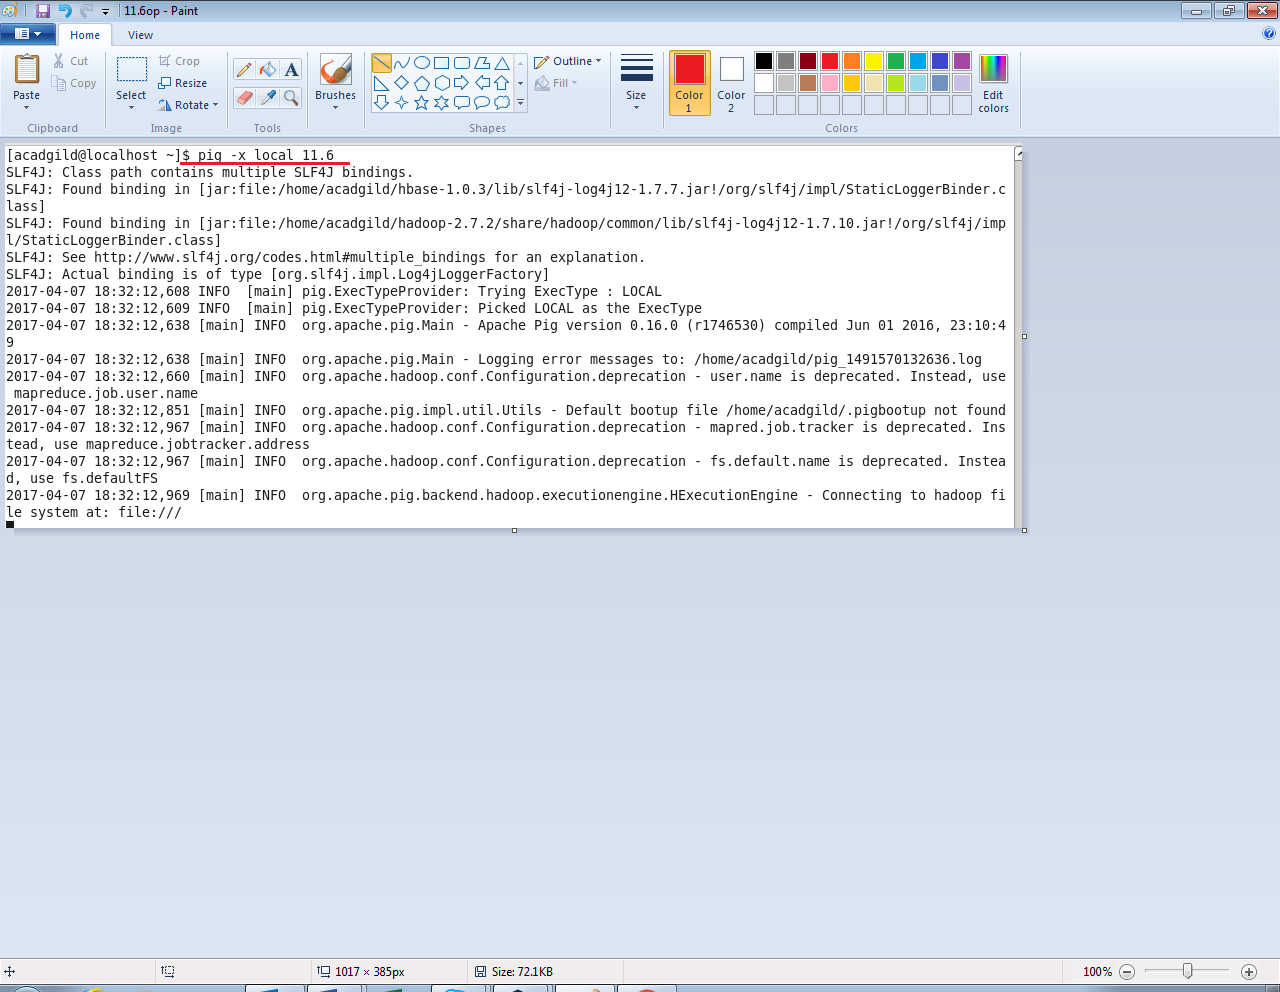 11.6op - Paint
Home
View
Paste
Cut
Copy
Clipboard
Select
Crop
Resize
Rotate
Image
Tools
Brushes
Shapes
Outline
Fill
Size
Color 1
Color 2
Edit colors
Colors
[acadgild@localhost ~]$ pig -x local 11.6
SLF4J: Class path contains multiple SLF4J bindings.
SLF4J: Found binding in [jar:file:/home/acadgild/hbase-1.0.3/lib/slf4j-log4j12-1.7.7.jar!/org/slf4j/impl/StaticLoggerBinder.c
lass]
SLF4J: Found binding in [jar:file:/home/acadgild/hadoop-2.7.2/share/hadoop/common/lib/slf4j-log4j12-1.7.10.jar!/org/slf4j/imp
l/StaticLoggerBinder.class]
SLF4J: See http://www.slf4j.org/codes.html#multiple_bindings for an explanation.
SLF4J: Actual binding is of type [org.slf4j.impl.Log4jLoggerFactory]
2017-04-07 18:32:12,608 INFO  [main] pig.ExecTypeProvider: Trying ExecType : LOCAL
2017-04-07 18:32:12,609 INFO  [main] pig.ExecTypeProvider: Picked LOCAL as the ExecType
2017-04-07 18:32:12,638 [main] INFO  org.apache.pig.Main - Apache Pig version 0.16.0 (r1746530) compiled Jun 01 2016, 23:10:4
9
2017-04-07 18:32:12,638 [main] INFO  org.apache.pig.Main - Logging error messages to: /home/acadgild/pig_1491570132636.log
2017-04-07 18:32:12,660 [main] INFO  org.apache.hadoop.conf.Configuration.deprecation - user.name is deprecated. Instead, use
 mapreduce.job.user.name
2017-04-07 18:32:12,851 [main] INFO  org.apache.pig.impl.util.Utils - Default bootup file /home/acadgild/.pigbootup not found
2017-04-07 18:32:12,967 [main] INFO  org.apache.hadoop.conf.Configuration.deprecation - mapred.job.tracker is deprecated. Ins
tead, use mapreduce.jobtracker.address
2017-04-07 18:32:12,967 [main] INFO  org.apache.hadoop.conf.Configuration.deprecation - fs.default.name is deprecated. Instea
d, use fs.defaultFS
2017-04-07 18:32:12,969 [main] INFO  org.apache.pig.backend.hadoop.executionengine.HExecutionEngine - Connecting to hadoop fi
le system at: file:///
1017 × 385px
Size: 72.1KB
100%